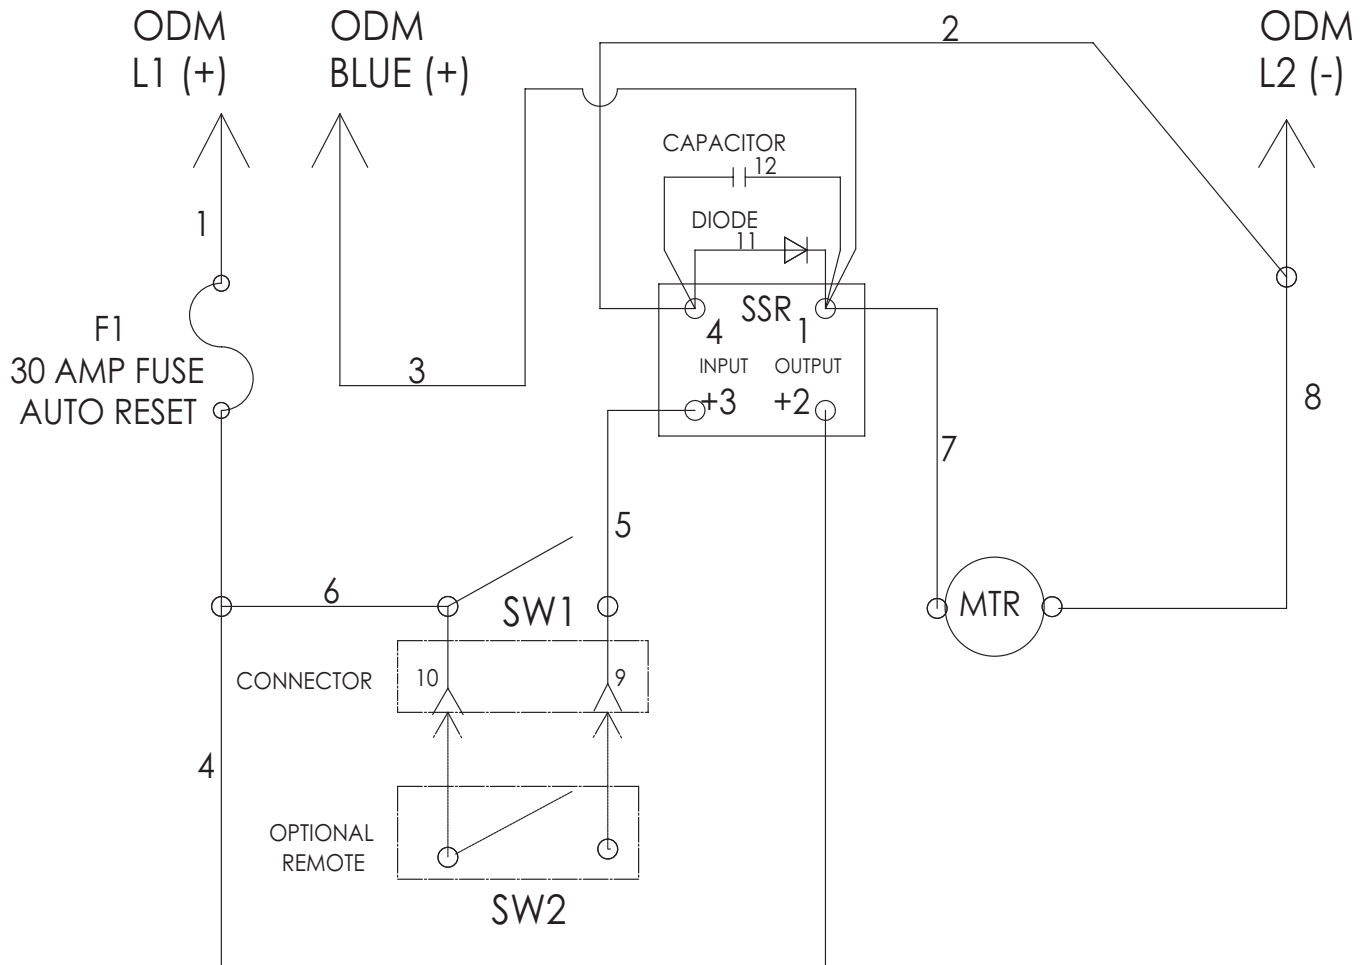 ODM
L1 (+)
ODM
BLUE (+)
2
ODM
L2 (-)
CAPACITOR
12
DIODE
11
1
F1
30 AMP FUSE
AUTO RESET
3
SSR
4
1
INPUT
OUTPUT
+3
+2
8
7
5
6
SW1
MTR
CONNECTOR
10
9
4
OPTIONAL
REMOTE
SW2